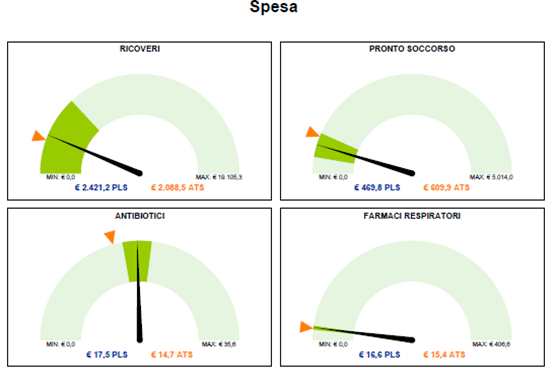 Spesa
RICOVERI
MIN: € 0,0 MAX: € 19.105,3
€ 2.421,2 PLS € 2.088,5 ATS
PRONTO SOCCORSO
MIN: € 0,0 MAX: € 5.014,0
€ 469,8 PLS € 609,9 ATS
ANTIBIOTICI
MIN: € 0,0 MAX: € 35,6
€ 17,5 PLS € 14,7 ATS
FARMACI RESPIRATORI
MIN: € 0,0 MAX: € 406,6
€ 16,6 PLS € 15,4 ATS